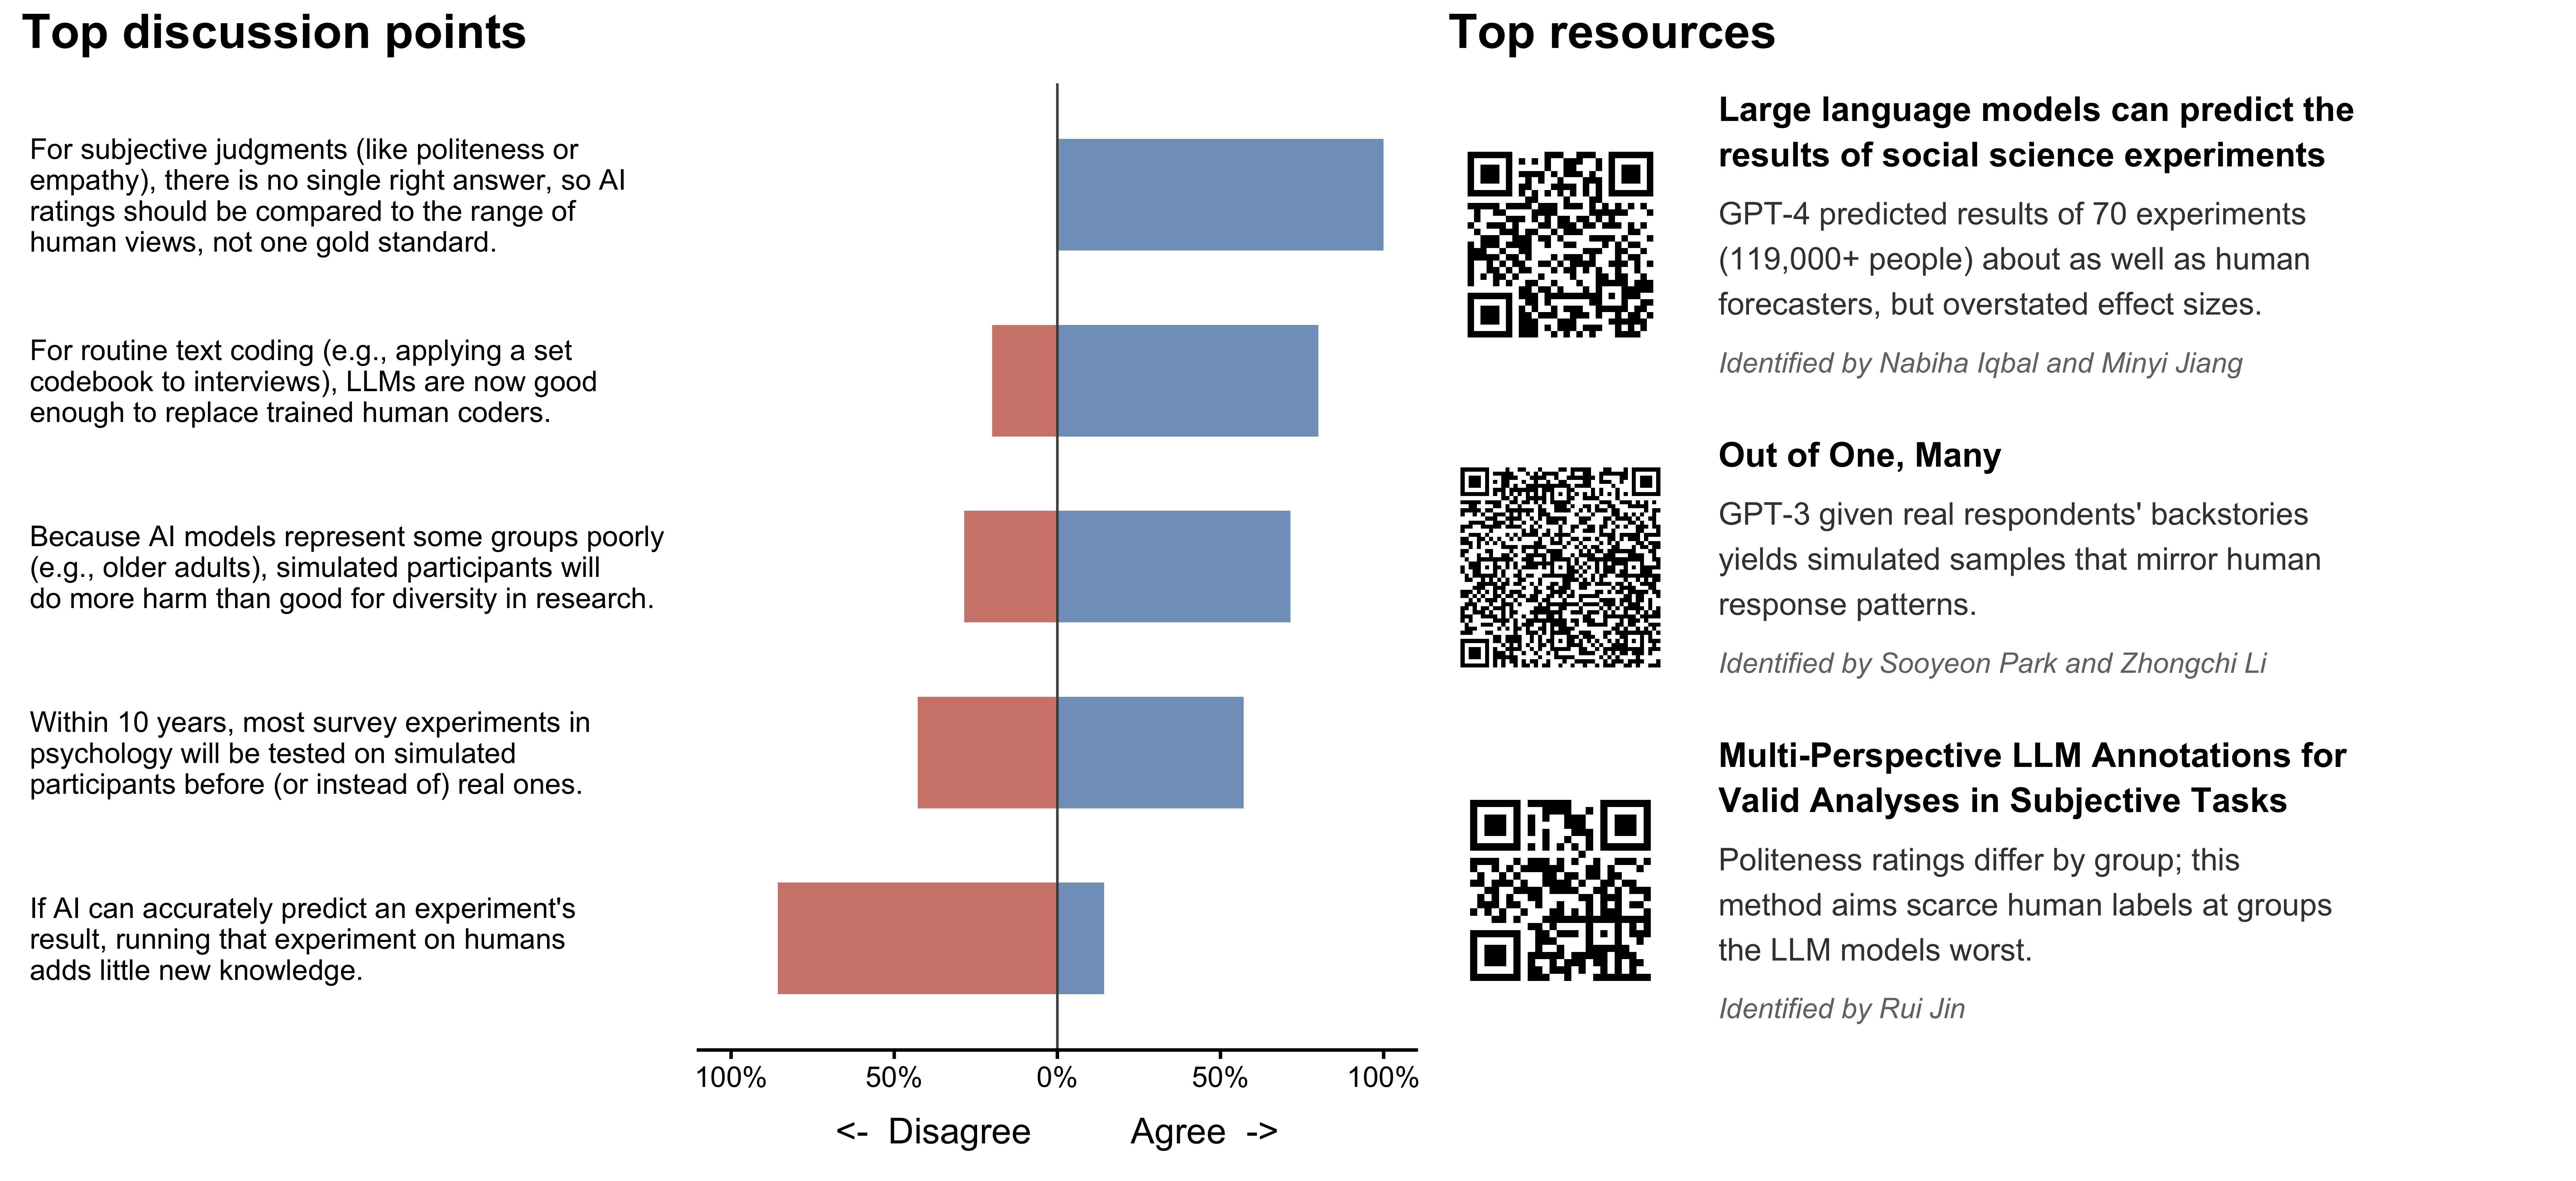 Top discussion points
For subjective judgments (like politeness or
empathy), there is no single right answer, so AI
ratings should be compared to the range of
human views, not one gold standard.
For routine text coding (e.g., applying a set
codebook to interviews), LLMs are now good
enough to replace trained human coders.
Because AI models represent some groups poorly
(e.g., older adults), simulated participants will
do more harm than good for diversity in research.
Within 10 years, most survey experiments in
psychology will be tested on simulated
participants before (or instead of) real ones.
If AI can accurately predict an experiment's
result, running that experiment on humans
adds little new knowledge.
100% 50% 0% 50% 100%
<- Disagree Agree ->
Top resources
Large language models can predict the
results of social science experiments
GPT-4 predicted results of 70 experiments
(119,000+ people) about as well as human
forecasters, but overstated effect sizes.
Identified by Nabiha Iqbal and Minyi Jiang
Out of One, Many
GPT-3 given real respondents' backstories
yields simulated samples that mirror human
response patterns.
Identified by Sooyeon Park and Zhongchi Li
Multi-Perspective LLM Annotations for
Valid Analyses in Subjective Tasks
Politeness ratings differ by group; this
method aims scarce human labels at groups
the LLM models worst.
Identified by Rui Jin